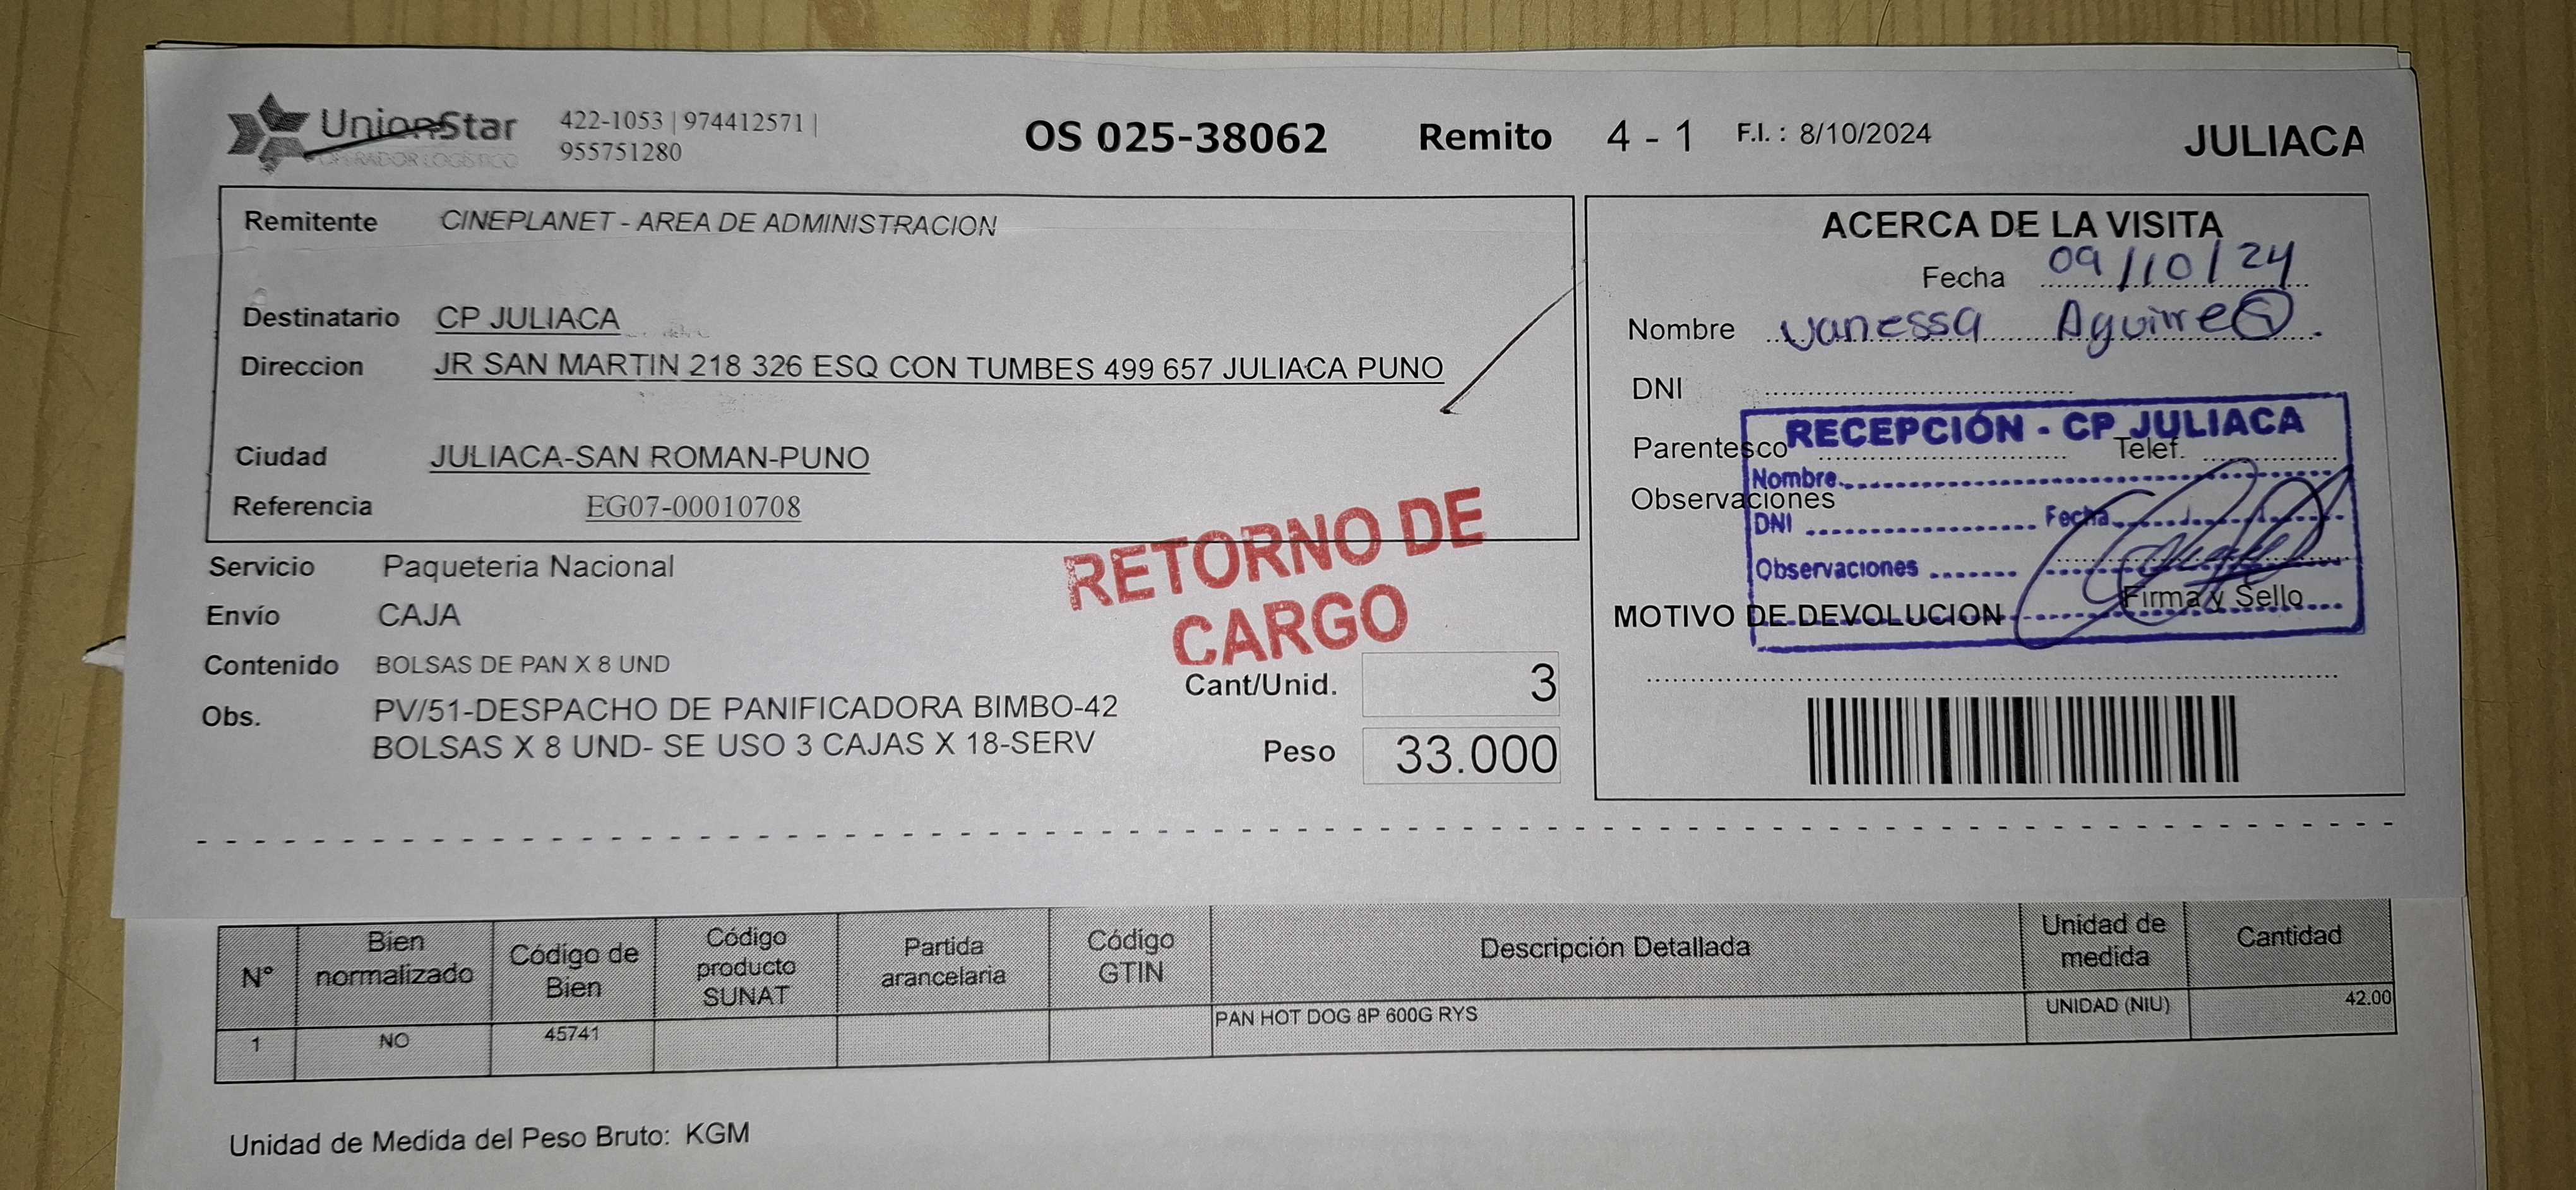 UnionStar
OPERADOR LOGÍSTICO
422-1053 | 974412571 |
955751280
OS 025-38062 Remito 4 - 1 F.I. : 8/10/2024 JULIACA
Remitente CINEPLANET - AREA DE ADMINISTRACION
Destinatario CP JULIACA
Direccion JR SAN MARTIN 218 326 ESQ CON TUMBES 499 657 JULIACA PUNO
Ciudad JULIACA-SAN ROMAN-PUNO
Referencia EG07-00010708
Servicio Paqueteria Nacional
Envío CAJA
Contenido BOLSAS DE PAN X 8 UND
Obs. PV/51-DESPACHO DE PANIFICADORA BIMBO-42
BOLSAS X 8 UND- SE USO 3 CAJAS X 18-SERV
RETORNO DE
CARGO
Cant/Unid. 3
Peso 33.000
ACERCA DE LA VISITA
Fecha 09/10/24
Nombre Vanessa Aguirre G.
DNI
Parentesco Telef.
Observaciones
Firma y Sello
MOTIVO DE DEVOLUCION
RECEPCIÓN - CP JULIACA
Nombre
DNI Fecha
Observaciones
N° Bien normalizado Código de Bien Código producto SUNAT Partida arancelaria Código GTIN Descripción Detallada Unidad de medida Cantidad
1 NO 45741 PAN HOT DOG 8P 600G RYS UNIDAD (NIU) 42.00
Unidad de Medida del Peso Bruto: KGM